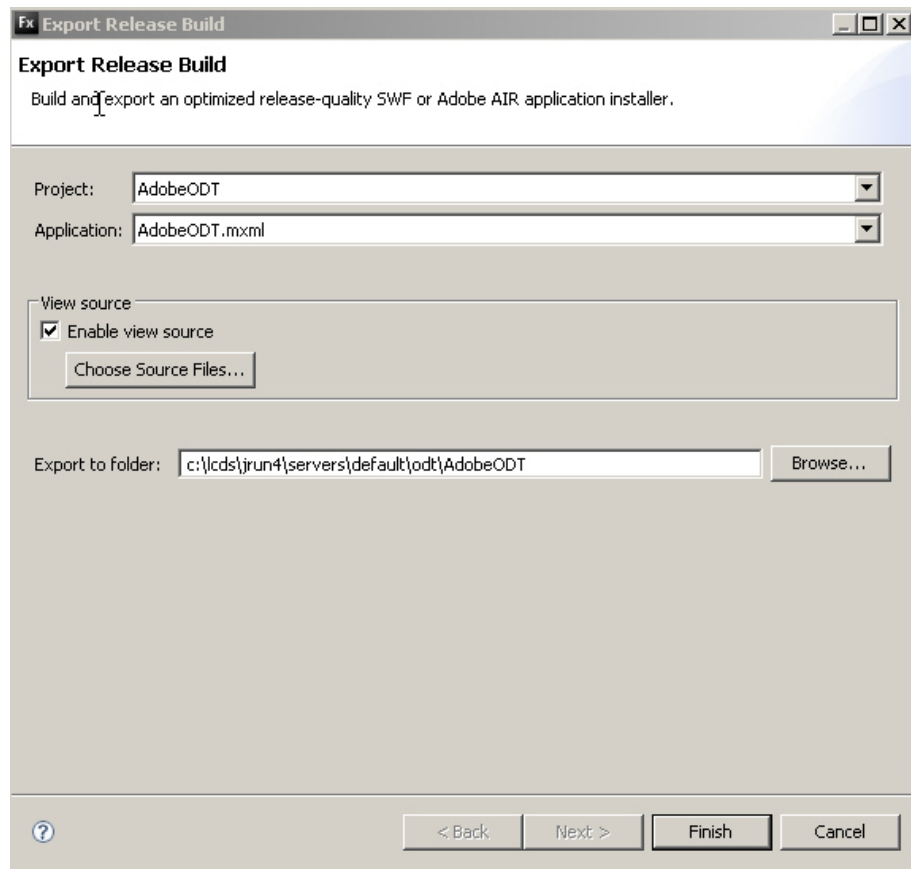 Fx Export Release Build
Export Release Build
Build and export an optimized release-quality SWF or Adobe AIR application installer.
Project: AdobeODT
Application: AdobeODT.mxml
View source
Enable view source
Choose Source Files...
Export to folder: c:\lcds\jrun4\servers\default\odt\AdobeODT Browse...
? < Back Next > Finish Cancel